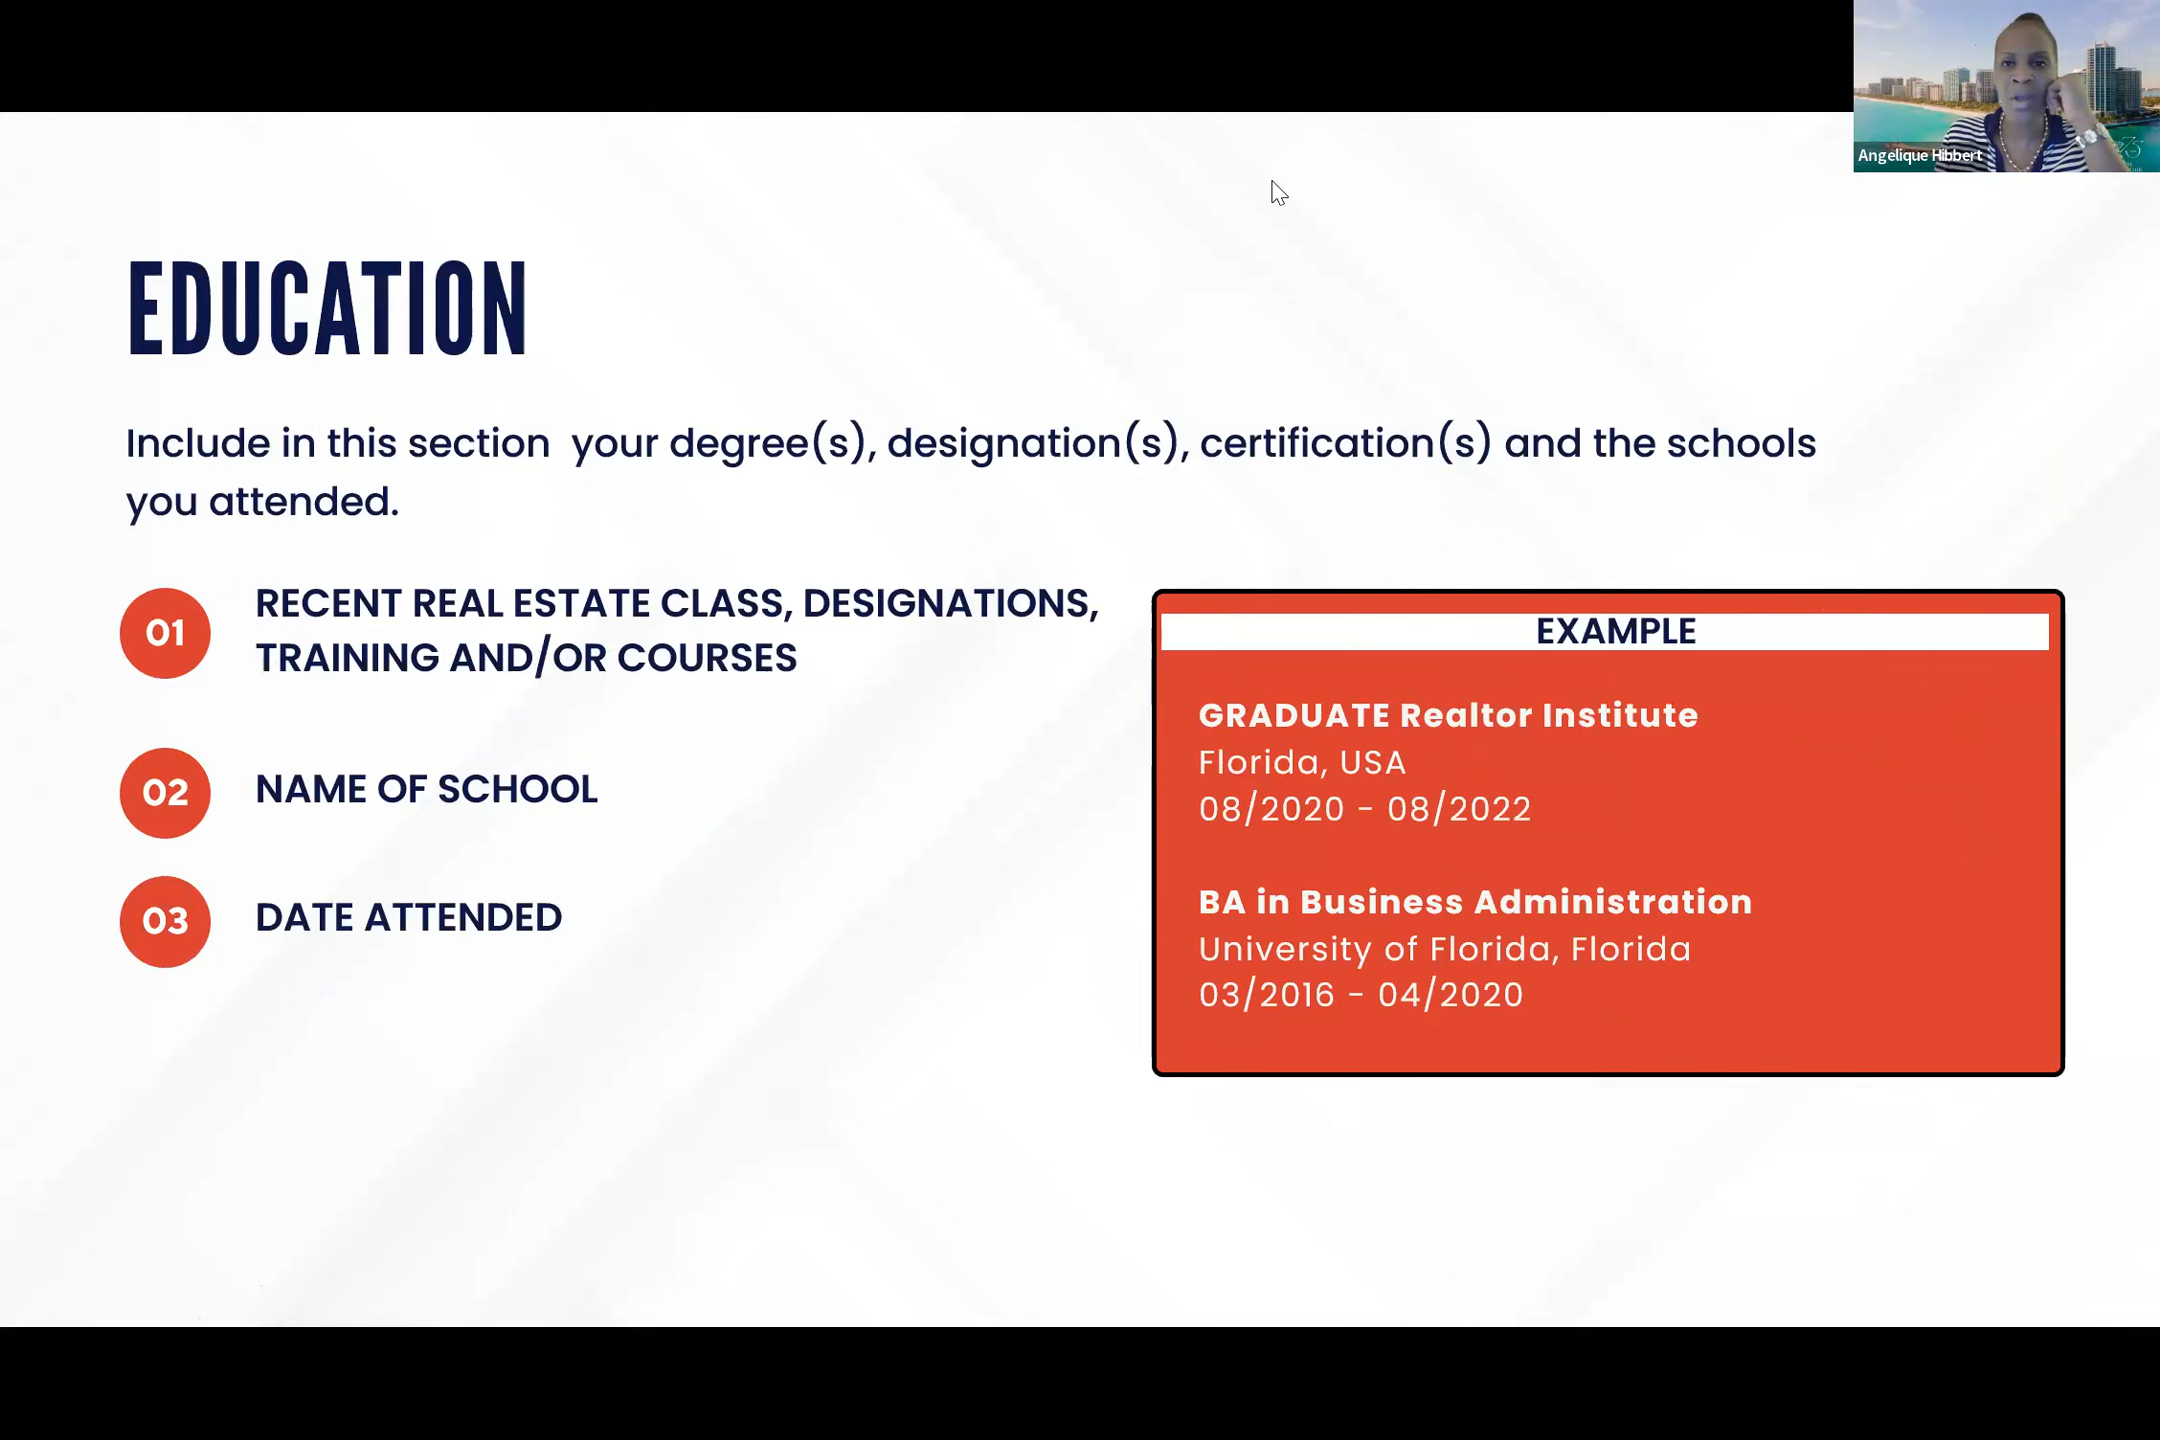 Angelique Hibbert
EDUCATION
Include in this section  your degree(s), designation(s), certification(s) and the schools
you attended.
01
RECENT REAL ESTATE CLASS, DESIGNATIONS,
TRAINING AND/OR COURSES
02
NAME OF SCHOOL
03
DATE ATTENDED
EXAMPLE
GRADUATE Realtor Institute
Florida, USA
08/2020 - 08/2022
BA in Business Administration
University of Florida, Florida
03/2016 - 04/2020